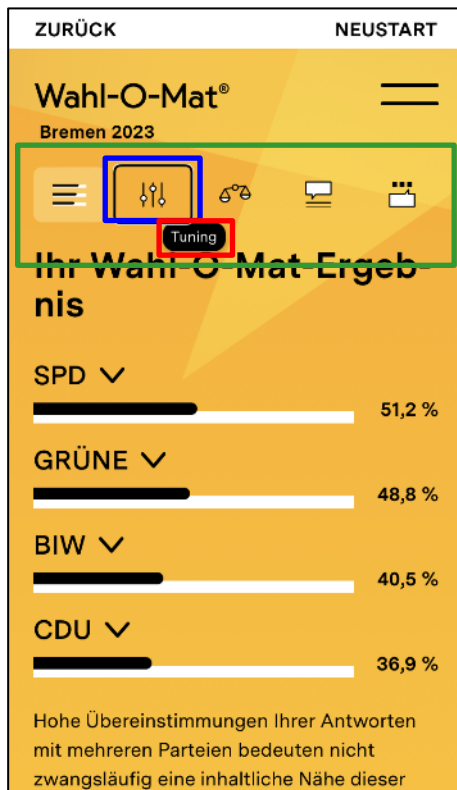 ZURÜCK NEUSTART
Wahl-O-Mat®
Bremen 2023
Tuning
Ihr Wahl-O-Mat-Ergeb-
nis
SPD
51,2 %
GRÜNE
48,8 %
BIW
40,5 %
CDU
36,9 %
Hohe Übereinstimmungen Ihrer Antworten
mit mehreren Parteien bedeuten nicht
zwangsläufig eine inhaltliche Nähe dieser